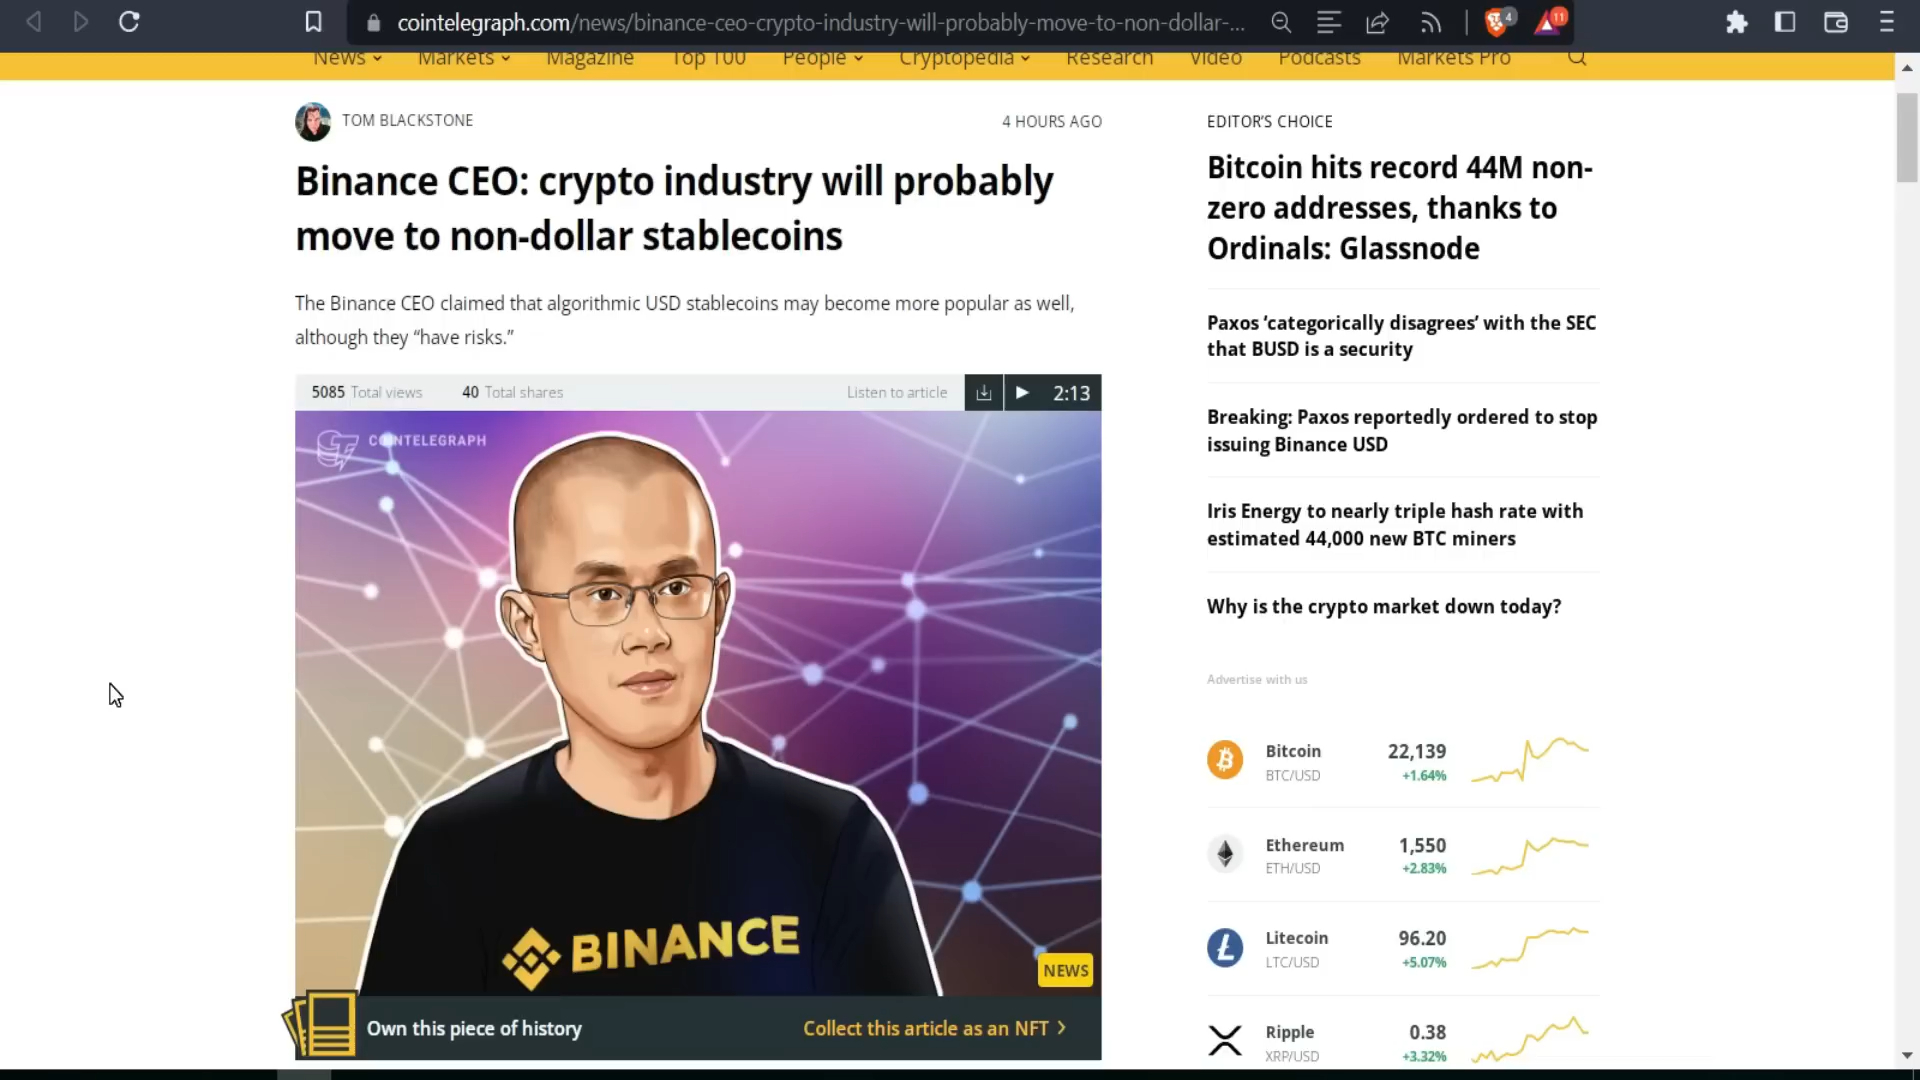 cointelegraph.com/news/binance-ceo-crypto-industry-will-probably-move-to-non-dollar-...
4
11
News
Markets
Magazine
Top 100
People
Cryptopedia
Research
Video
Podcasts
Markets Pro
TOM BLACKSTONE
4 HOURS AGO
Binance CEO: crypto industry will probably
move to non-dollar stablecoins
The Binance CEO claimed that algorithmic USD stablecoins may become more popular as well,
although they “have risks.”
5085 Total views
40 Total shares
Listen to article
2:13
COINTELEGRAPH
BINANCE
NEWS
Own this piece of history
Collect this article as an NFT
EDITOR’S CHOICE
Bitcoin hits record 44M non-
zero addresses, thanks to
Ordinals: Glassnode
Paxos ‘categorically disagrees’ with the SEC
that BUSD is a security
Breaking: Paxos reportedly ordered to stop
issuing Binance USD
Iris Energy to nearly triple hash rate with
estimated 44,000 new BTC miners
Why is the crypto market down today?
Advertise with us
Bitcoin 22,139
BTC/USD +1.64%
Ethereum 1,550
ETH/USD +2.83%
Litecoin 96.20
LTC/USD +5.07%
Ripple 0.38
XRP/USD +3.32%